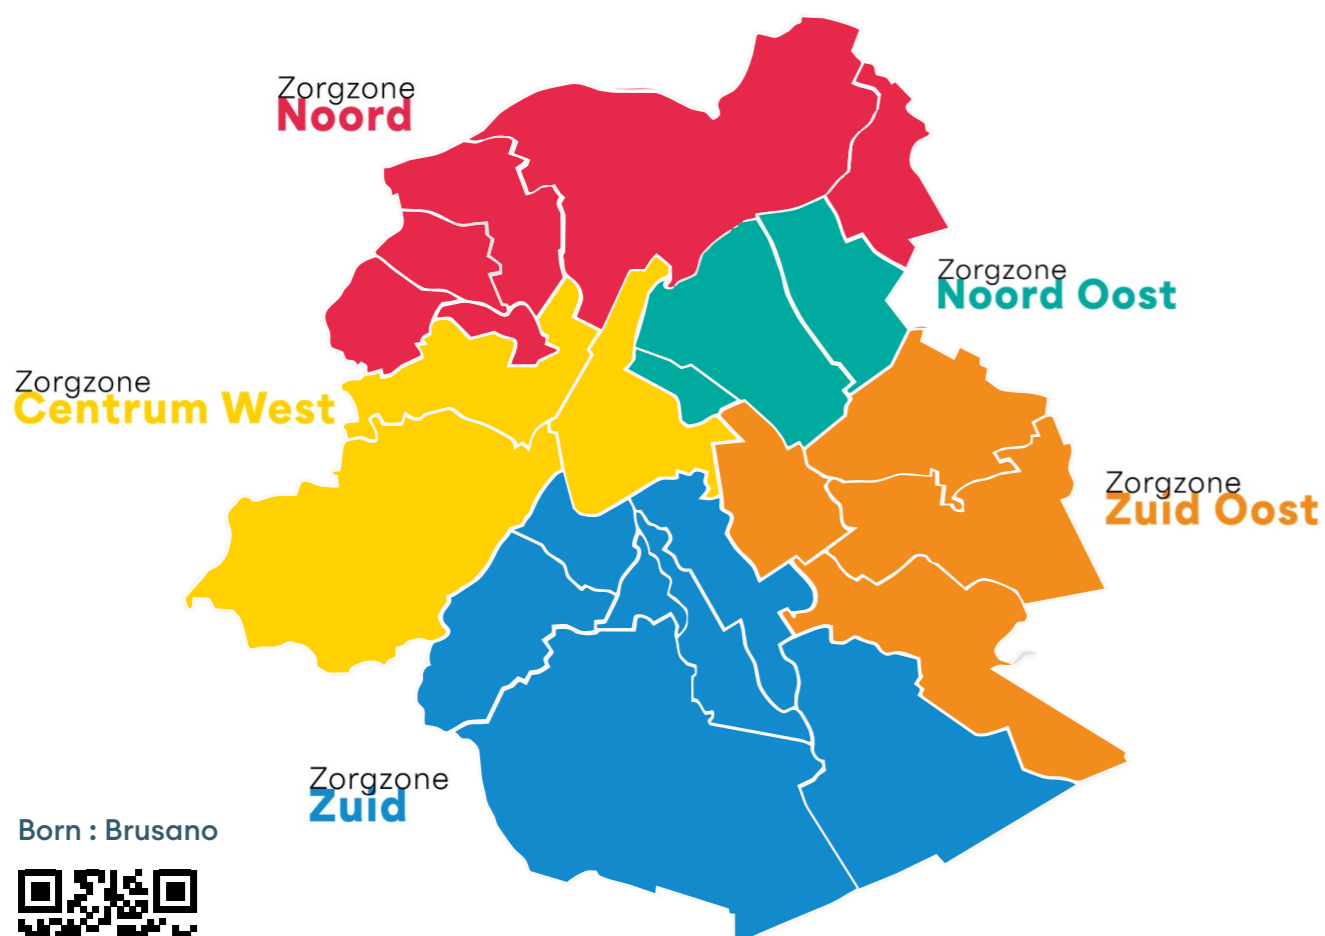 Zorgzone
Noord
Zorgzone
Noord Oost
Zorgzone
Centrum West
Zorgzone
Zuid Oost
Zorgzone
Zuid
Born : Brusano